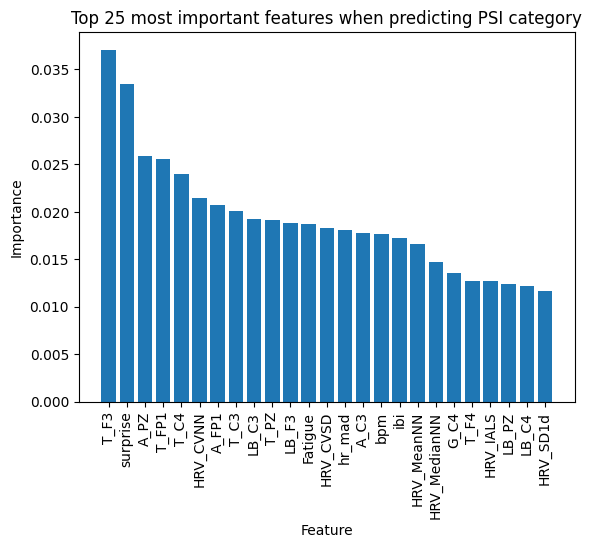 Top 25 most important features when predicting PSI category
Importance
0.035
0.030
0.025
0.020
0.015
0.010
0.005
0.000
T_F3
surprise
A_PZ
T_FP1
T_C4
HRV_CVNN
A_FP1
T_C3
LB_C3
T_PZ
LB_F3
Fatigue
HRV_CVSD
hr_mad
A_C3
bpm
ibi
HRV_MeanNN
HRV_MedianNN
G_C4
T_F4
HRV_IALS
LB_PZ
LB_C4
HRV_SD1d
Feature